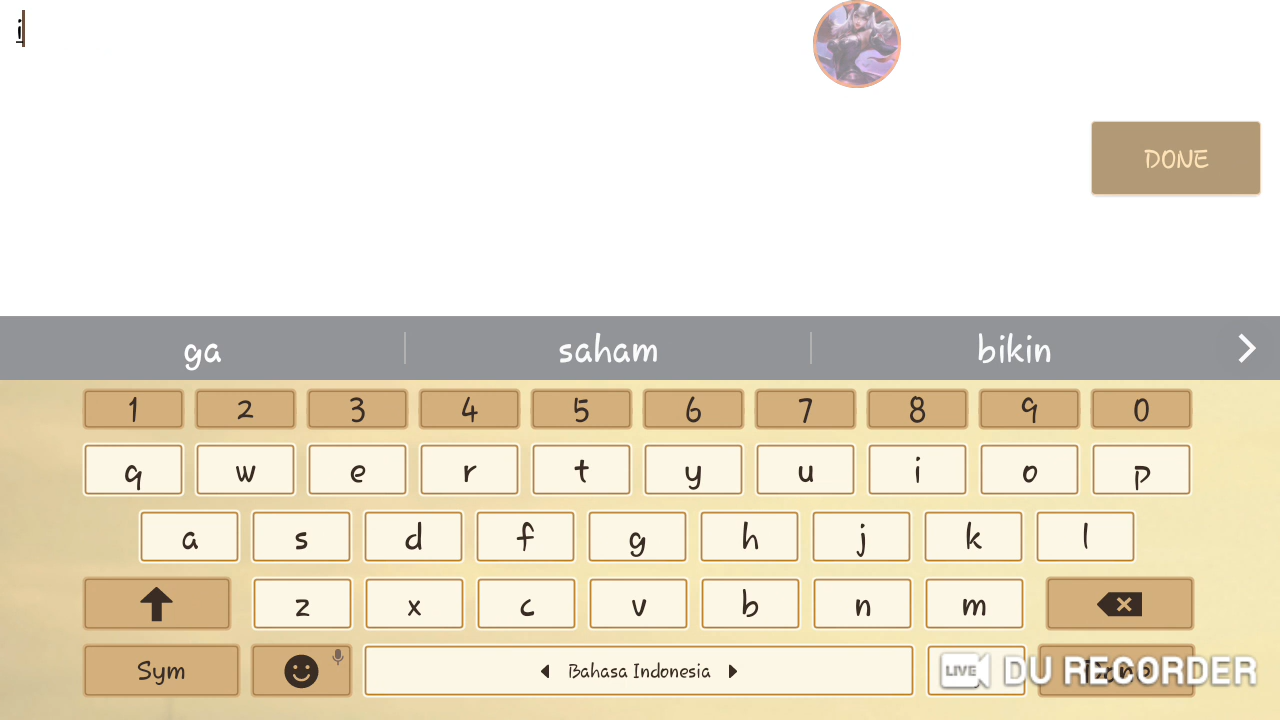 i
DONE
ga saham bikin
1 2 3 4 5 6 7 8 9 0
q w e r t y u i o p
a s d f g h j k l
z x c v b n m
Sym Bahasa Indonesia LIVE DU RECORDER